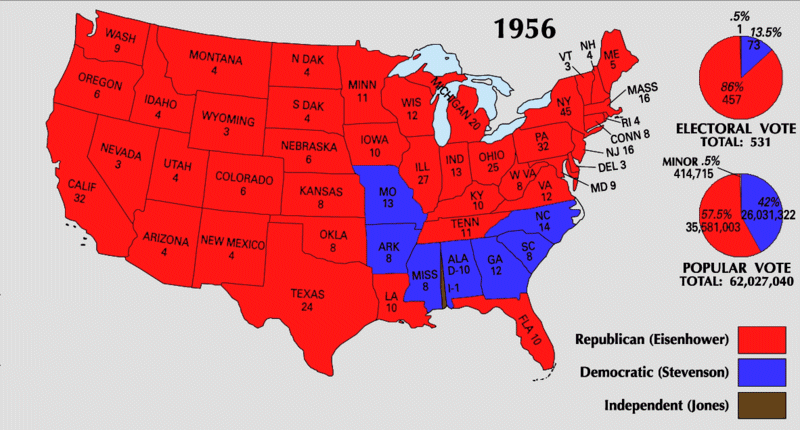 1956
WASH
9
OREGON
6
CALIF
32
NEVADA
3
IDAHO
4
MONTANA
4
WYOMING
3
UTAH
4
COLORADO
6
ARIZONA
4
NEW MEXICO
4
N DAK
4
S DAK
4
NEBRASKA
6
KANSAS
8
OKLA
8
TEXAS
24
MINN
11
IOWA
10
MO
13
ARK
8
LA
10
WIS
12
ILL
27
MICHIGAN 20
IND
13
OHIO
25
KY
10
TENN
11
MISS
8
ALA
D-10
I-1
GA
12
FLA 10
SC
8
NC
14
VA
12
W VA
8
PA
32
NY
45
VT
3
NH
4
ME
5
MASS
16
RI 4
CONN 8
NJ 16
DEL 3
MD 9
.5%
1
13.5%
73
86%
457
ELECTORAL VOTE
TOTAL: 531
MINOR .5%
414,715
42%
26,031,322
57.5%
35,581,003
POPULAR VOTE
TOTAL: 62,027,040
Republican (Eisenhower)
Democratic (Stevenson)
Independent (Jones)